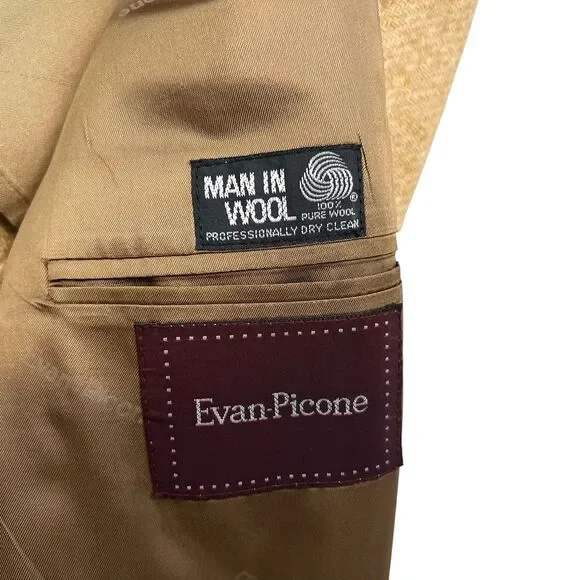 MAN IN
WOOL
100%
PURE WOOL
®
PROFESSIONALLY DRY CLEAN
Evan-Picone